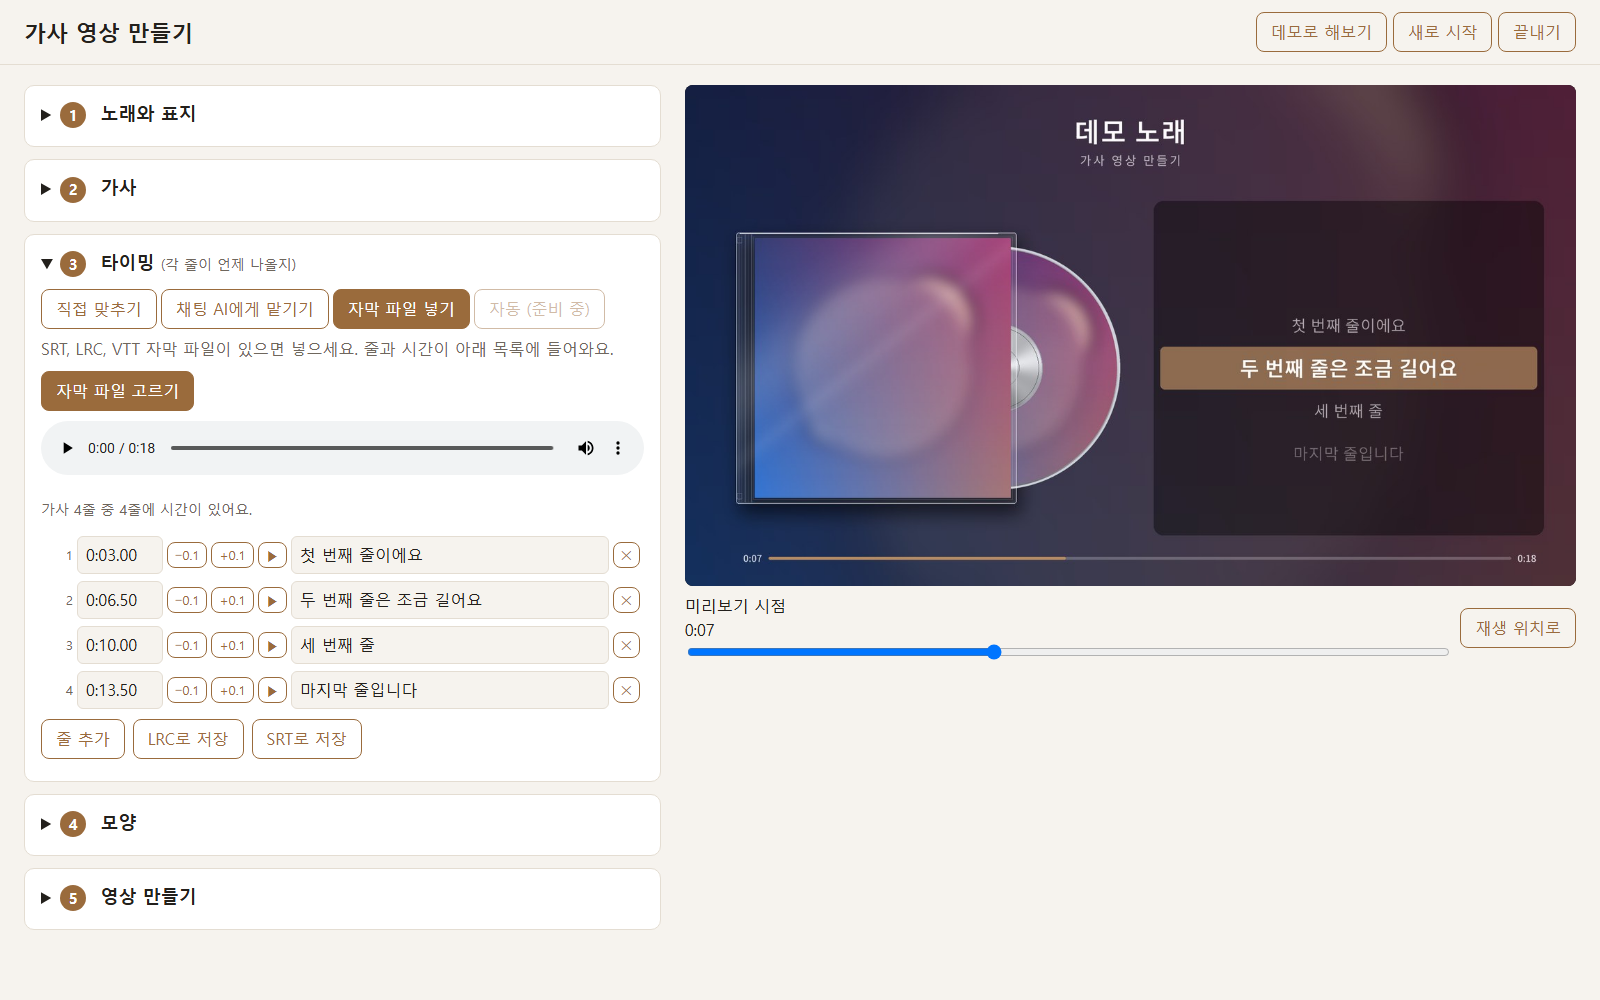 가사 영상 만들기
데모로 해보기 새로 시작 끝내기
1 노래와 표지
2 가사
3 타이밍 (각 줄이 언제 나올지)
직접 맞추기 채팅 AI에게 맡기기 자막 파일 넣기 자동 (준비 중)
SRT, LRC, VTT 자막 파일이 있으면 넣으세요. 줄과 시간이 아래 목록에 들어와요.
자막 파일 고르기
0:00 / 0:18
가사 4줄 중 4줄에 시간이 있어요.
1 0:03.00 −0.1 +0.1 첫 번째 줄이에요
2 0:06.50 −0.1 +0.1 두 번째 줄은 조금 길어요
3 0:10.00 −0.1 +0.1 세 번째 줄
4 0:13.50 −0.1 +0.1 마지막 줄입니다
줄 추가 LRC로 저장 SRT로 저장
4 모양
5 영상 만들기
데모 노래
가사 영상 만들기
첫 번째 줄이에요
두 번째 줄은 조금 길어요
세 번째 줄
마지막 줄입니다
0:07 0:18
미리보기 시점
0:07
재생 위치로